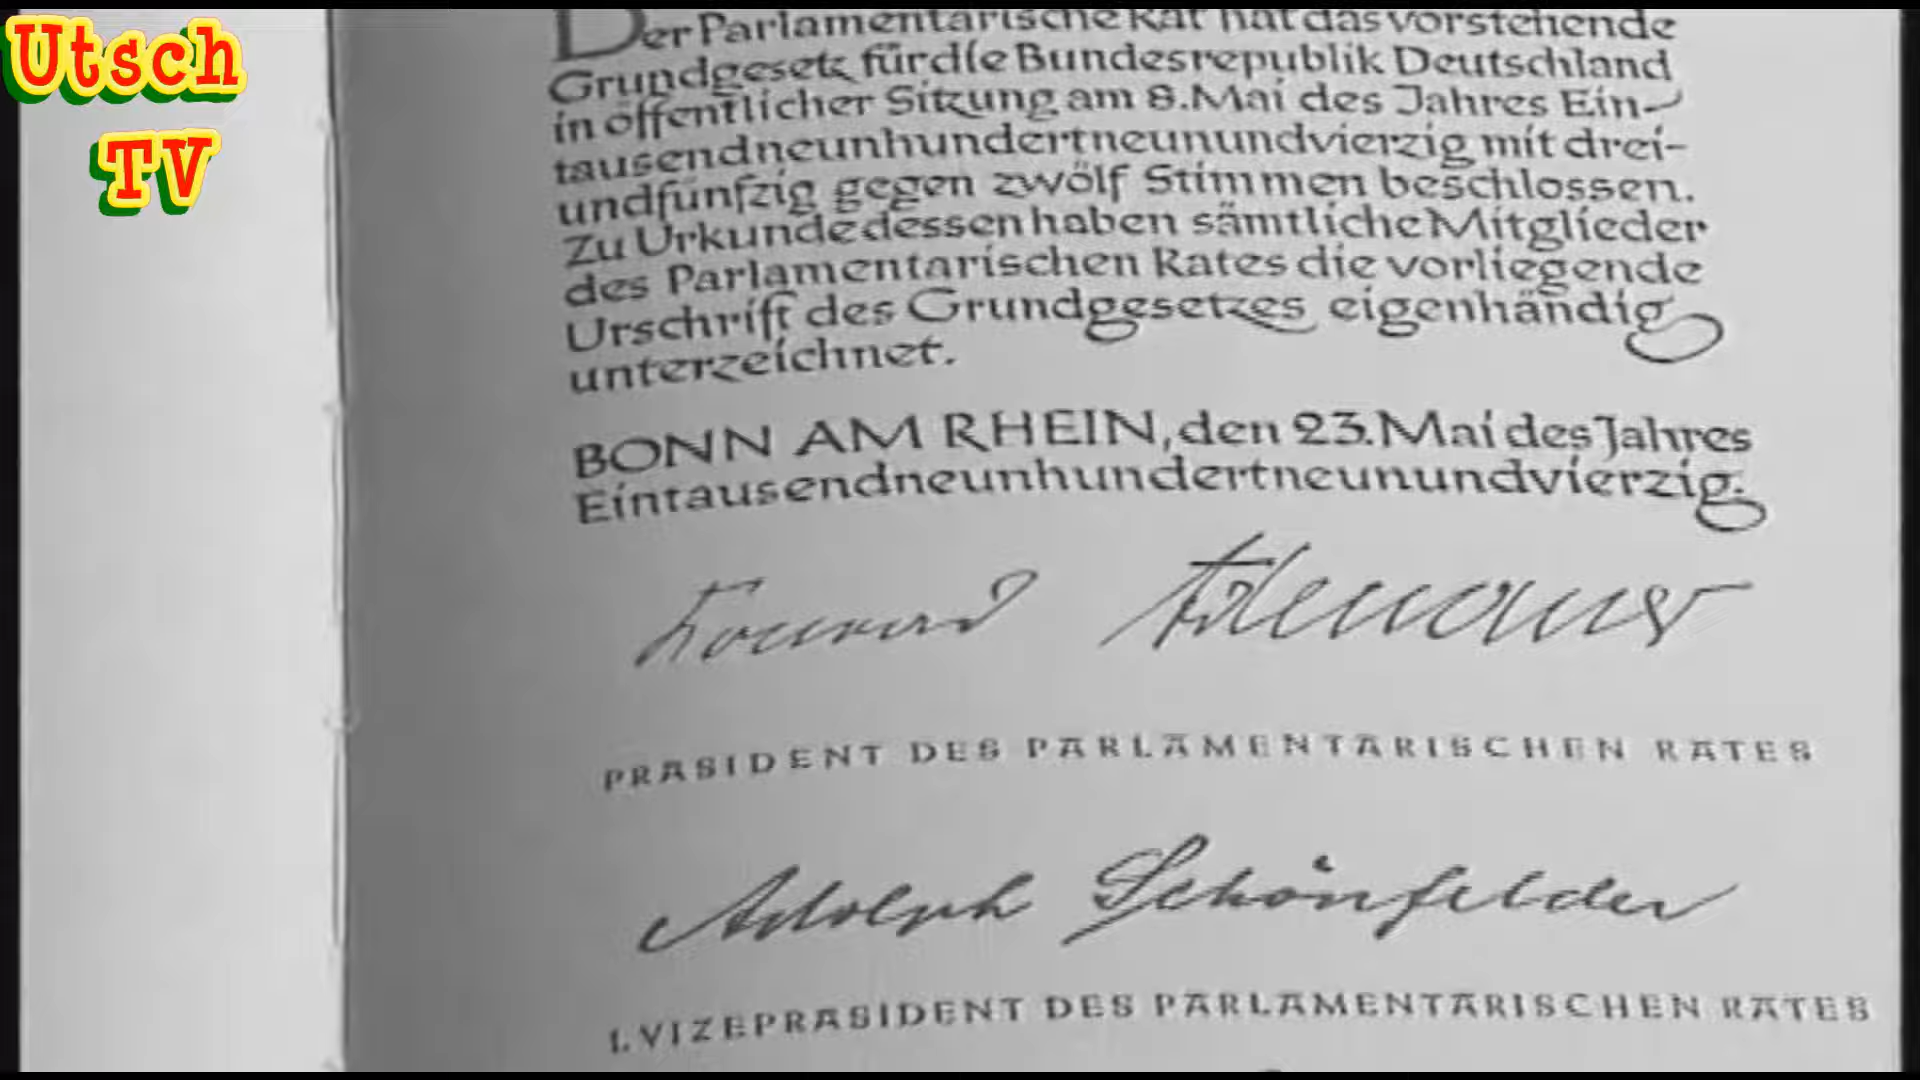 Utsch
TV
Der Parlamentarische Rat hat das vorstehende
Grundgesetz für die Bundesrepublik Deutschland
in öffentlicher Sitzung am 8. Mai des Jahres Ein-
tausendneunhundertneunundvierzig mit drei-
undfünfzig gegen zwölf Stimmen beschlossen.
Zu Urkunde dessen haben sämtliche Mitglieder
des Parlamentarischen Rates die vorliegende
Urschrift des Grundgesetzes eigenhändig
unterzeichnet.
BONN AM RHEIN, den 23. Mai des Jahres
Eintausendneunhundertneunundvierzig.
Konrad Adenauer
PRÄSIDENT DES PARLAMENTARISCHEN RATES
Adolph Schönfelder
1. VIZEPRÄSIDENT DES PARLAMENTARISCHEN RATES